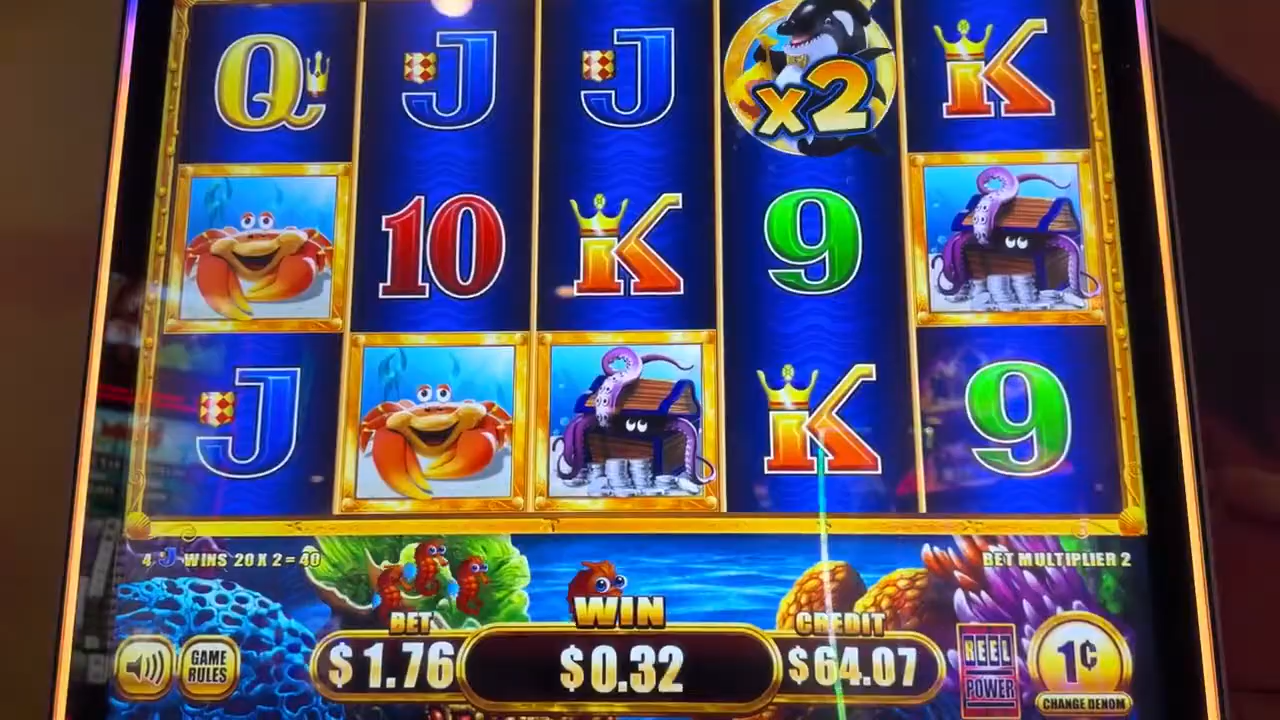 Q J J x2 K
10 K 9
J K 9
4 J WINS 20 X 2 = 40
BET MULTIPLIER 2
BET WIN CREDIT
GAME RULES
$1.76 $0.32 $64.07
REEL POWER
1¢
CHANGE DENOM